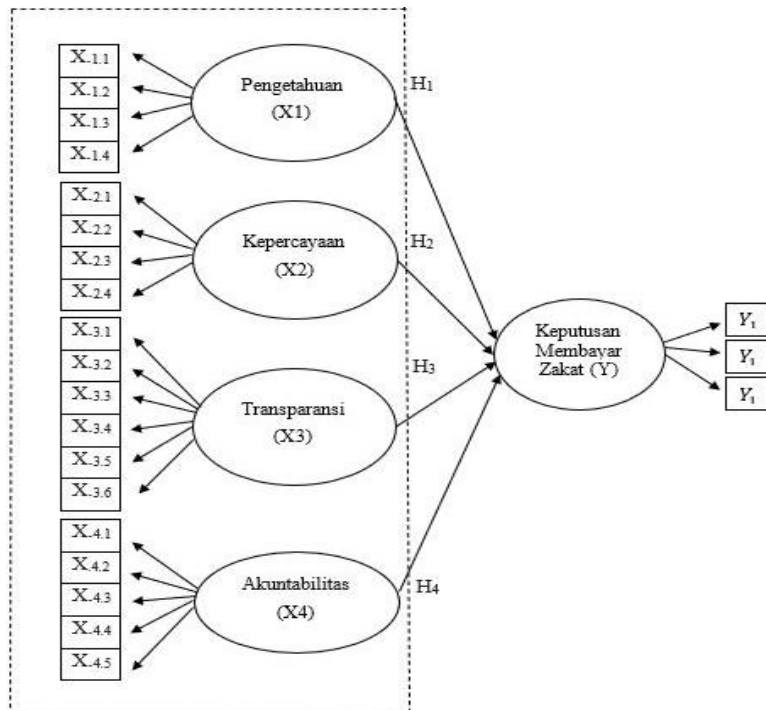 X.1.1
X.1.2
X.1.3
X.1.4
Pengetahuan
(X1)
H1
X.2.1
X.2.2
X.2.3
X.2.4
Kepercayaan
(X2)
H2
X.3.1
X.3.2
X.3.3
X.3.4
X.3.5
X.3.6
Transparansi
(X3)
H3
X.4.1
X.4.2
X.4.3
X.4.4
X.4.5
Akuntabilitas
(X4)
H4
Keputusan
Membayar
Zakat (Y)
Y1
Y1
Y1